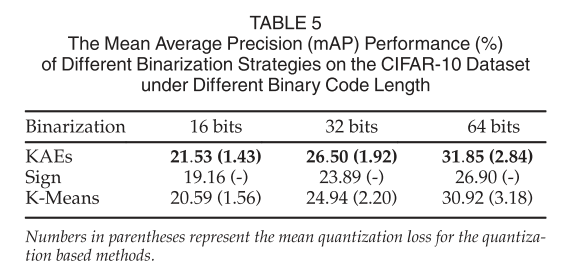 TABLE 5
The Mean Average Precision (mAP) Performance (%)
of Different Binarization Strategies on the CIFAR-10 Dataset
under Different Binary Code Length
Binarization 16 bits 32 bits 64 bits
KAEs 21.53 (1.43) 26.50 (1.92) 31.85 (2.84)
Sign 19.16 (-) 23.89 (-) 26.90 (-)
K-Means 20.59 (1.56) 24.94 (2.20) 30.92 (3.18)
Numbers in parentheses represent the mean quantization loss for the quantiza-
tion based methods.